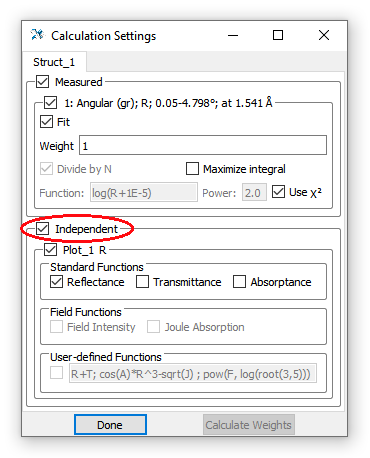 Calculation Settings
Struct_1
Measured
1: Angular (gr); R; 0.05-4.798°; at 1.541 Å
Fit
Weight 1
Divide by N Maximize integral
Function: log(R+1E-5) Power: 2.0 Use χ²
Independent
Plot_1 R
Standard Functions
Reflectance Transmittance Absorptance
Field Functions
Field Intensity Joule Absorption
User-defined Functions
R+T; cos(A)*R^3-sqrt(J) ; pow(F, log(root(3,5)))
Done Calculate Weights